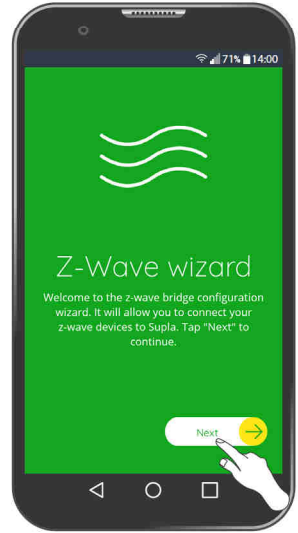 71% 14:00
Z-Wave wizard
Welcome to the z-wave bridge configuration
wizard. It will allow you to connect your
z-wave devices to Supla. Tap "Next" to
continue.
Next